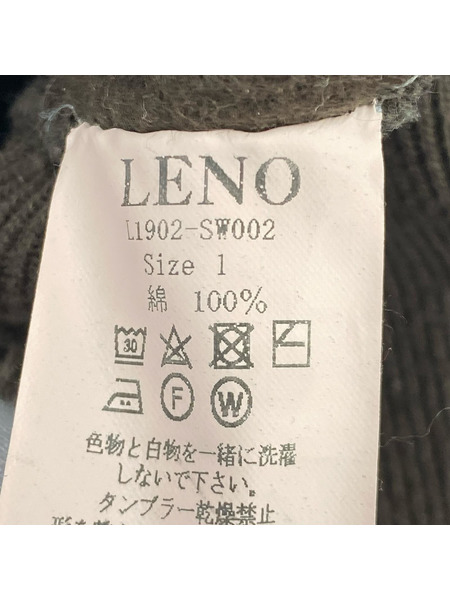 LENO
L1902-SW002
Size 1
綿 100%
30
F W
色物と白物を一緒に洗濯
しないで下さい。
タンブラー乾燥禁止